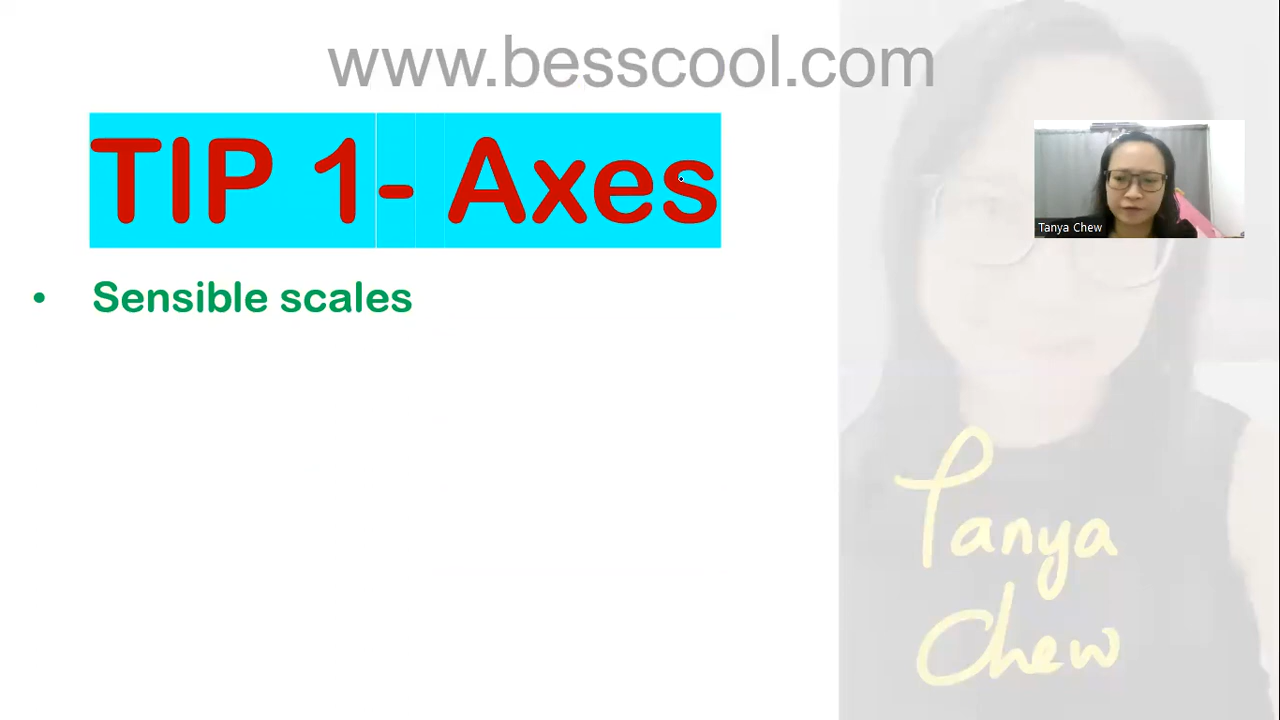 www.besscool.com
TIP 1- Axes
Tanya Chew
• Sensible scales
Tanya
Chew